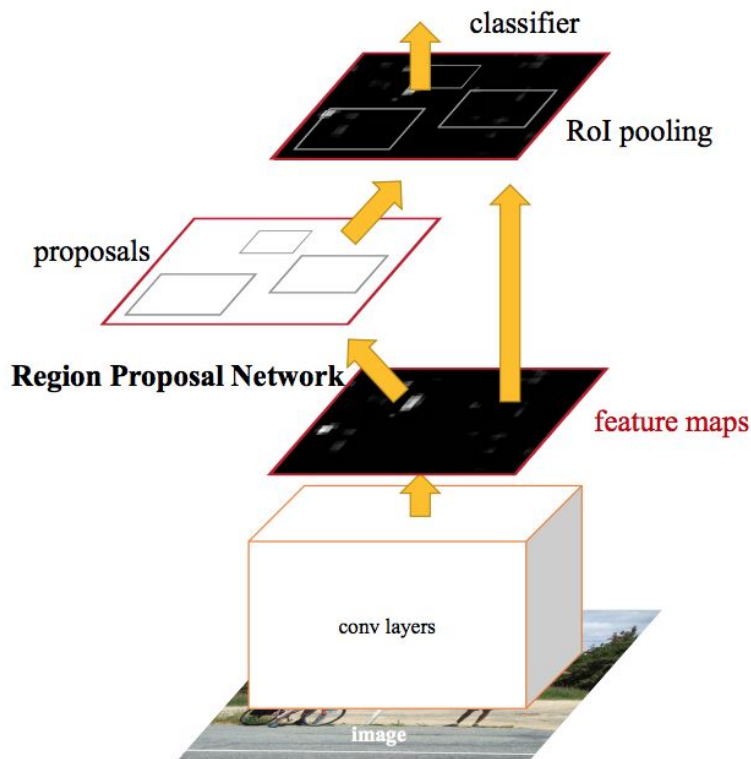 classifier
RoI pooling
proposals
Region Proposal Network
feature maps
conv layers
image